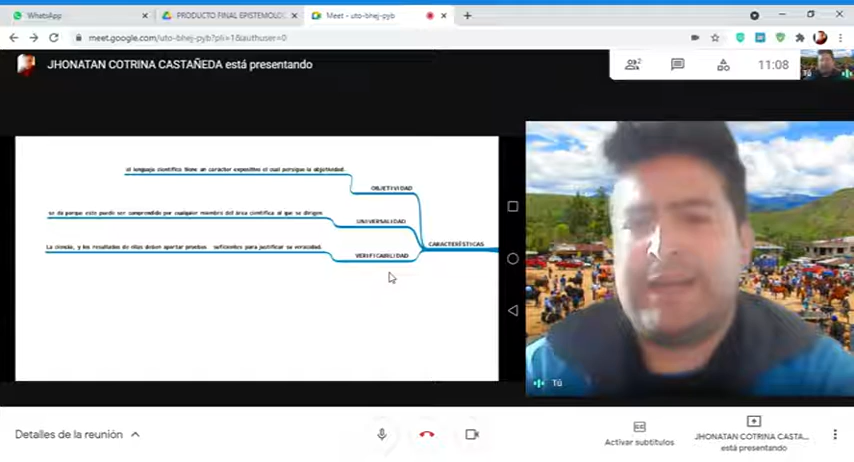 WhatsApp
PRODUCTO FINAL EPISTEMOLO
Meet - uto-bhej-pyb
meet.google.com/uto-bhej-pyb?pli=1&authuser=0
JHONATAN COTRINA CASTAÑEDA está presentando
2
11:08
el lenguaje científico tiene un carácter expositivo el cual persigue la objetividad.
OBJETIVIDAD
se da porque este puede ser comprendido por cualquier miembro del área científica al que se dirigen
UNIVERSALIDAD
CARACTERÍSTICAS
La ciencia, y los resultados de ellas deben aportar pruebas suficientes para justificar su veracidad.
VERIFICABILIDAD
Tú
Detalles de la reunión
Activar subtítulos
JHONATAN COTRINA CASTA...
está presentando